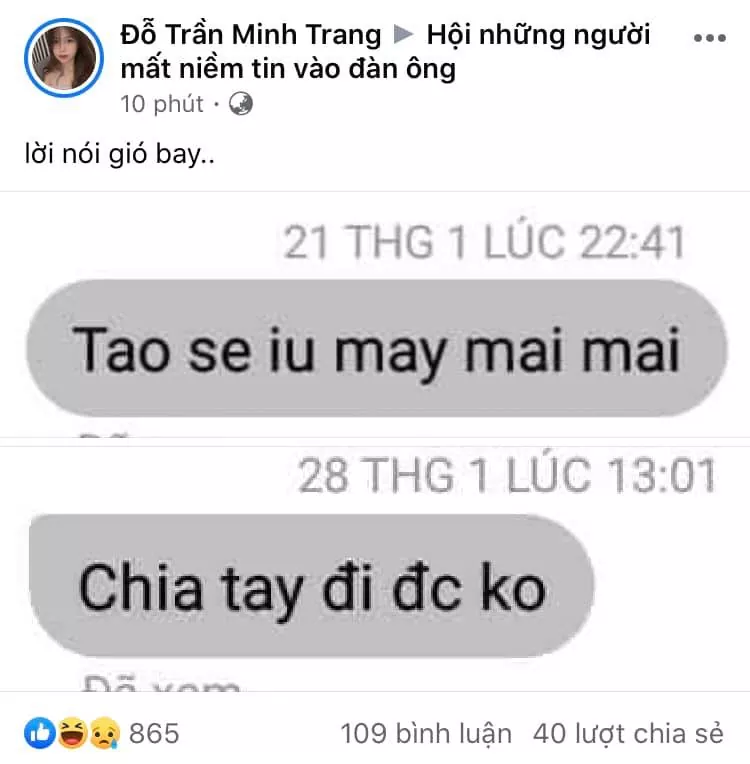 Đỗ Trần Minh Trang ▶ Hội những người
mất niềm tin vào đàn ông
10 phút ·
lời nói gió bay..
21 THG 1 LÚC 22:41
Tao se iu may mai mai
28 THG 1 LÚC 13:01
Chia tay đi đc ko
Đã xem
865
109 bình luận 40 lượt chia sẻ